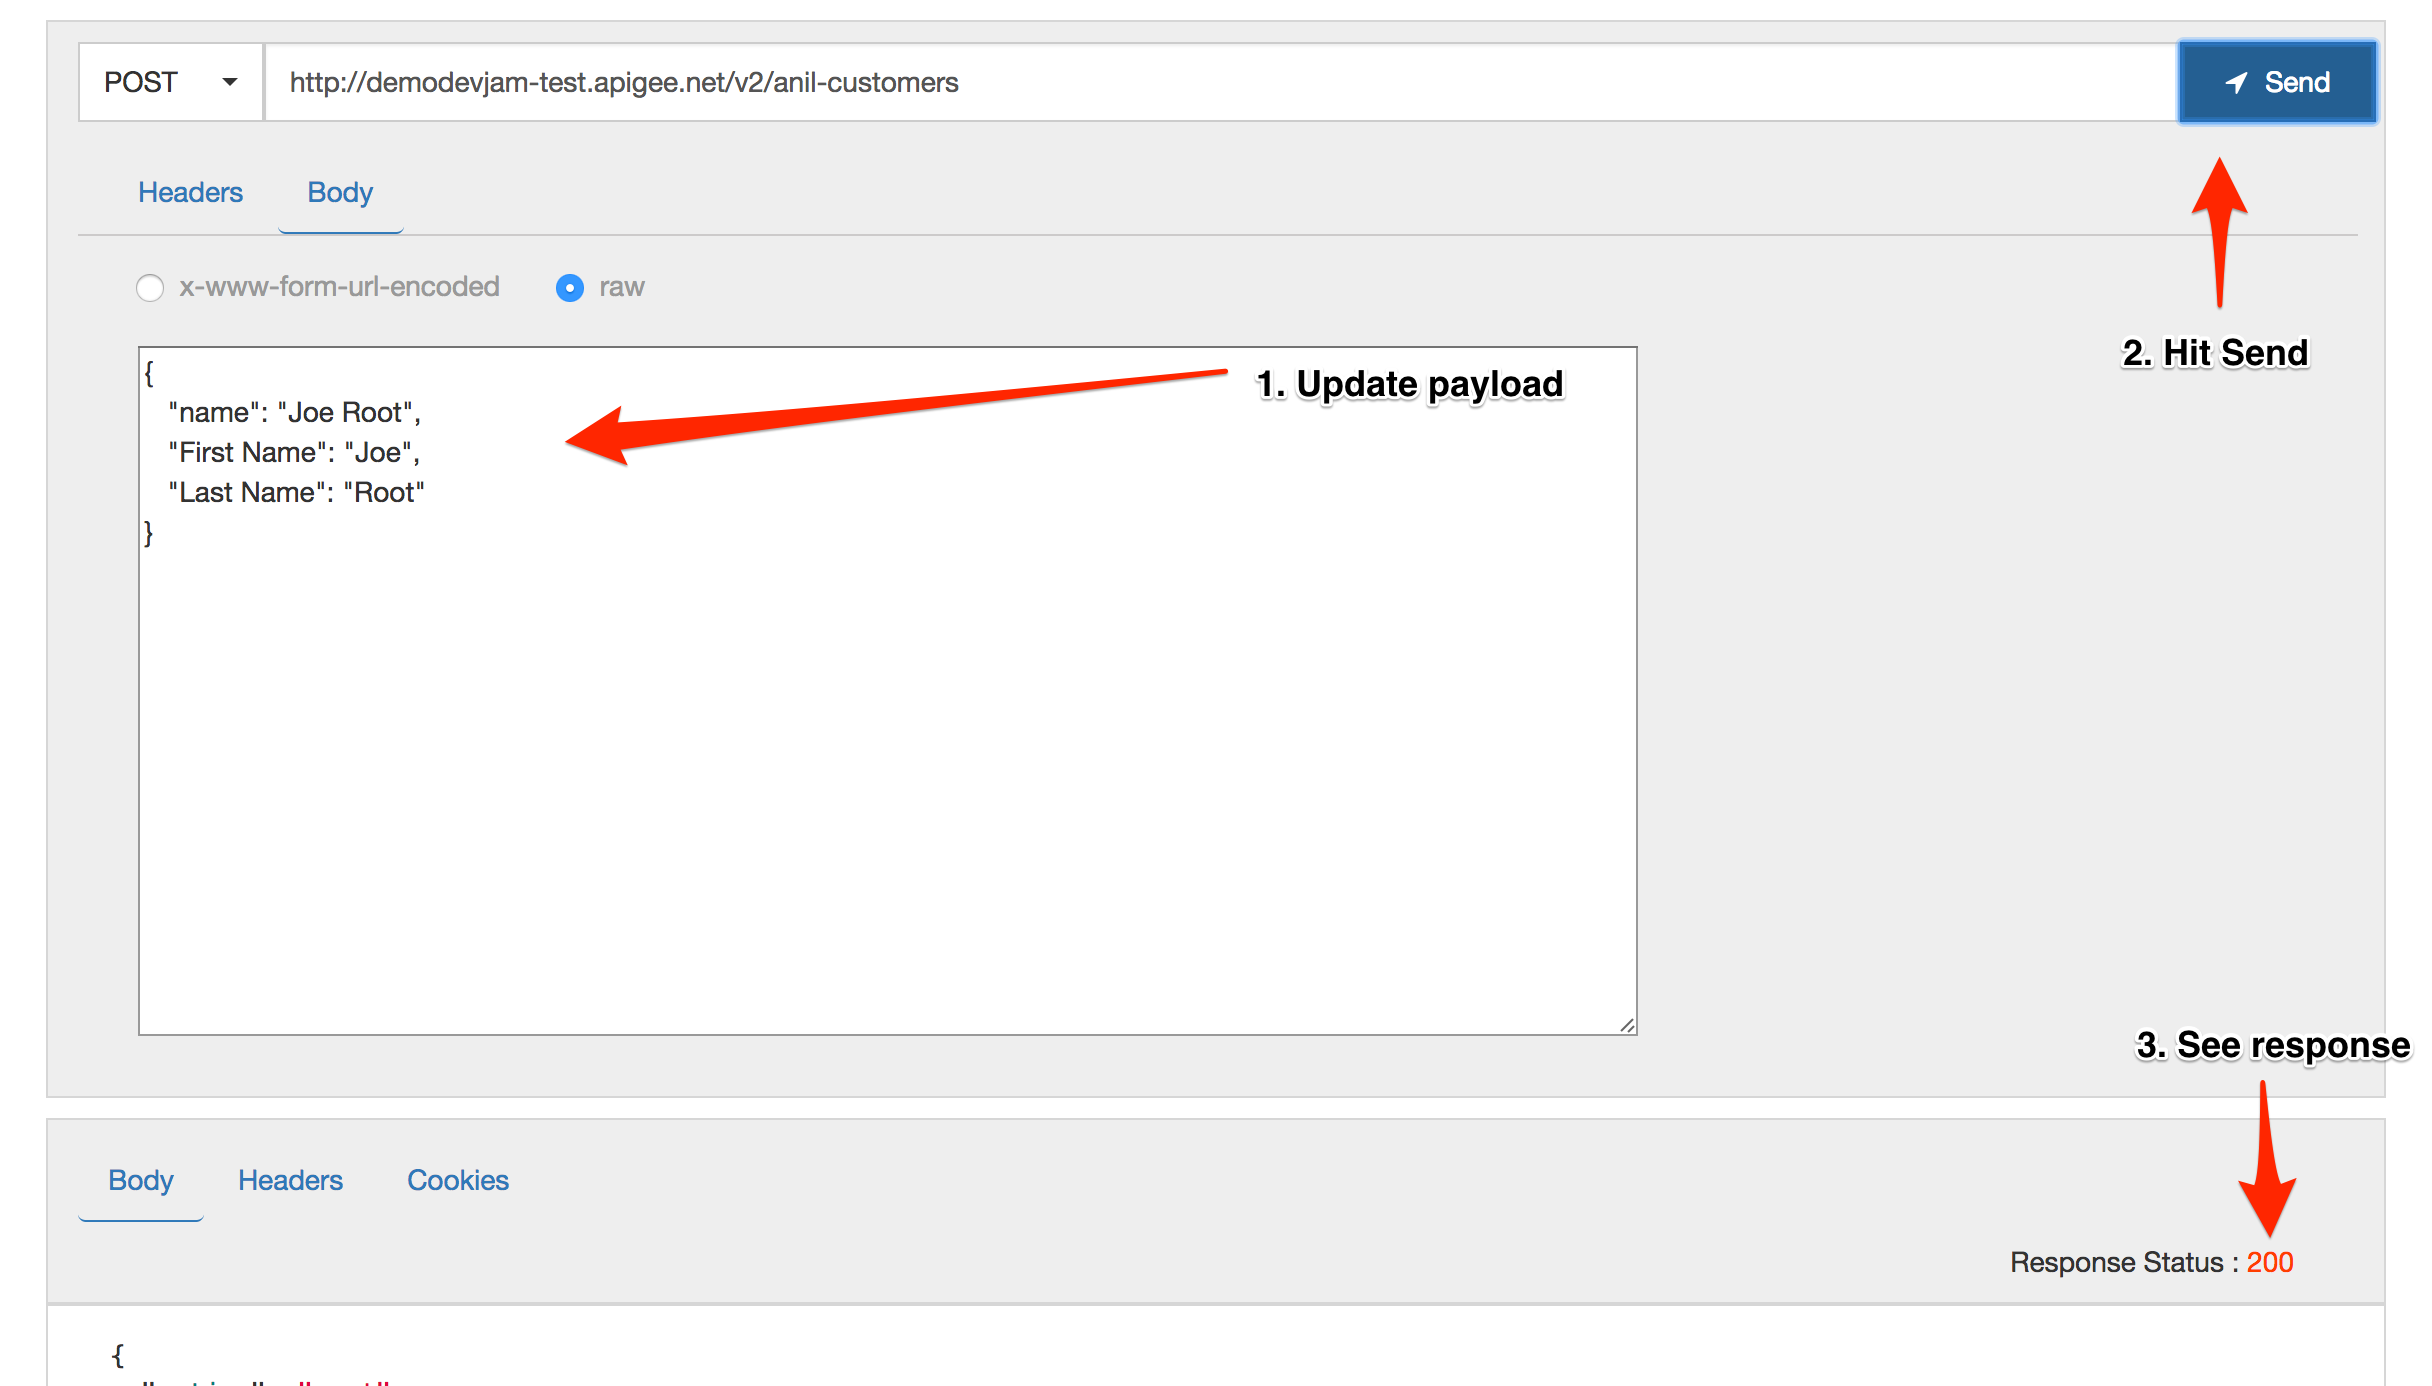 POST http://demodevjam-test.apigee.net/v2/anil-customers Send
Headers Body
x-www-form-url-encoded raw
2. Hit Send
1. Update payload
{
"name": "Joe Root",
"First Name": "Joe",
"Last Name": "Root"
}
3. See response
Body Headers Cookies
Response Status : 200
{